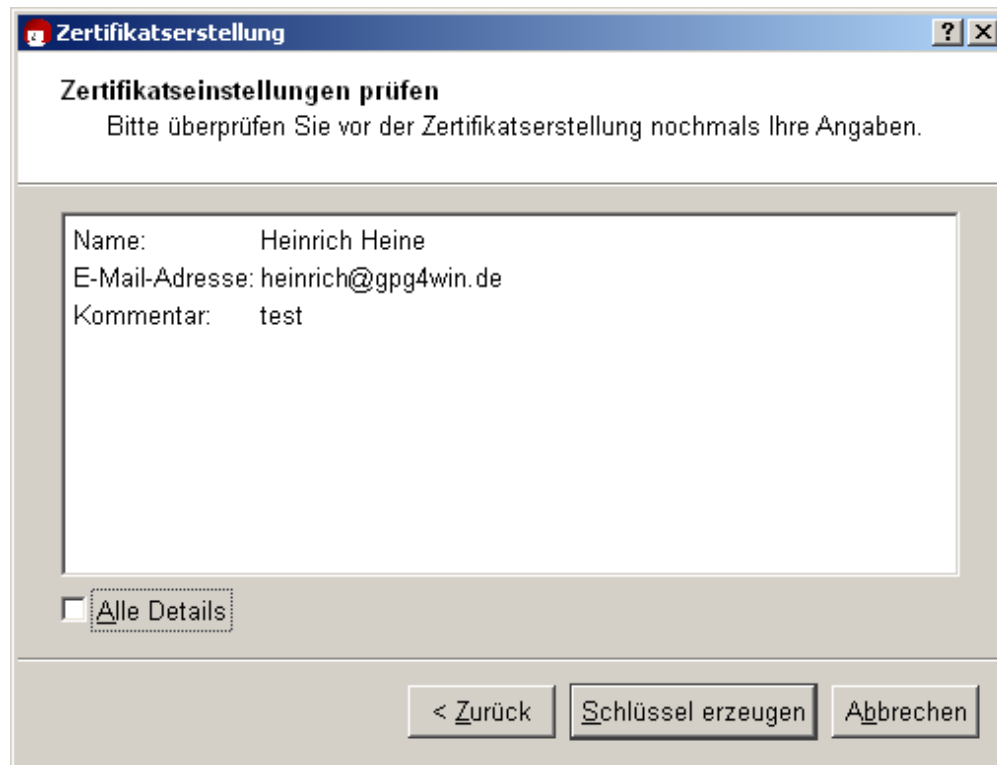 Zertifikatserstellung
Zertifikatseinstellungen prüfen
Bitte überprüfen Sie vor der Zertifikatserstellung nochmals Ihre Angaben.
Name: Heinrich Heine
E-Mail-Adresse: heinrich@gpg4win.de
Kommentar: test
Alle Details
< Zurück Schlüssel erzeugen Abbrechen